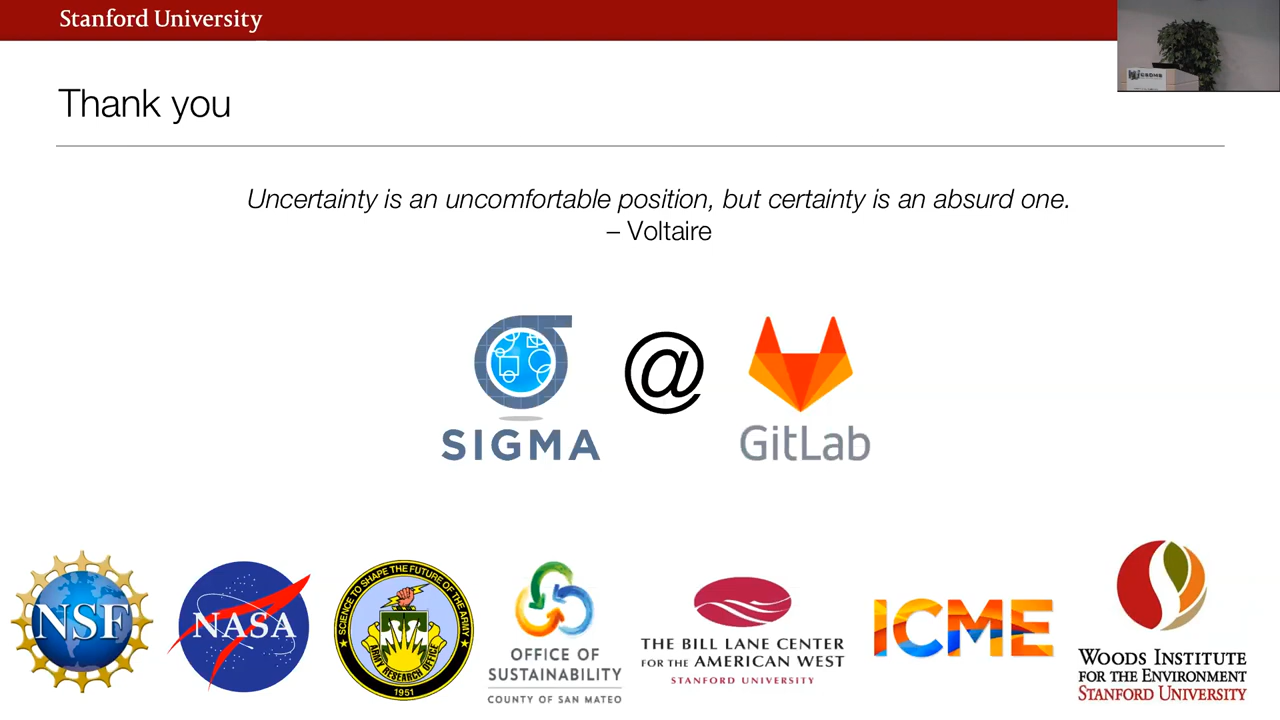 Stanford University
Thank you
Uncertainty is an uncomfortable position, but certainty is an absurd one.
– Voltaire
SIGMA
@
GitLab
NSF
NASA
SCIENCE TO SHAPE THE FUTURE OF THE ARMY
ARMY RESEARCH OFFICE
1951
OFFICE OF
SUSTAINABILITY
COUNTY OF SAN MATEO
THE BILL LANE CENTER
FOR THE AMERICAN WEST
STANFORD UNIVERSITY
ICME
WOODS INSTITUTE
FOR THE ENVIRONMENT
STANFORD UNIVERSITY
CSDMS